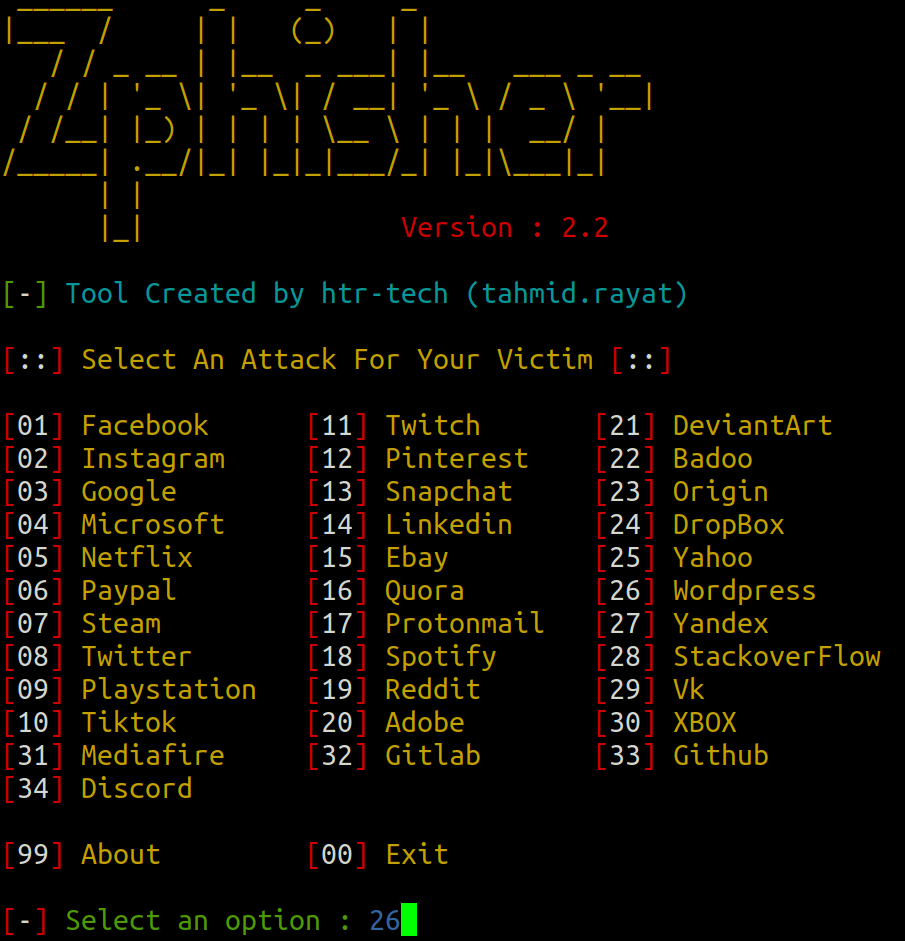 Zphisher
Version : 2.2
[-] Tool Created by htr-tech (tahmid.rayat)
[::] Select An Attack For Your Victim [::]
[01] Facebook [11] Twitch [21] DeviantArt
[02] Instagram [12] Pinterest [22] Badoo
[03] Google [13] Snapchat [23] Origin
[04] Microsoft [14] Linkedin [24] DropBox
[05] Netflix [15] Ebay [25] Yahoo
[06] Paypal [16] Quora [26] Wordpress
[07] Steam [17] Protonmail [27] Yandex
[08] Twitter [18] Spotify [28] StackoverFlow
[09] Playstation [19] Reddit [29] Vk
[10] Tiktok [20] Adobe [30] XBOX
[31] Mediafire [32] Gitlab [33] Github
[34] Discord
[99] About [00] Exit
[-] Select an option : 26